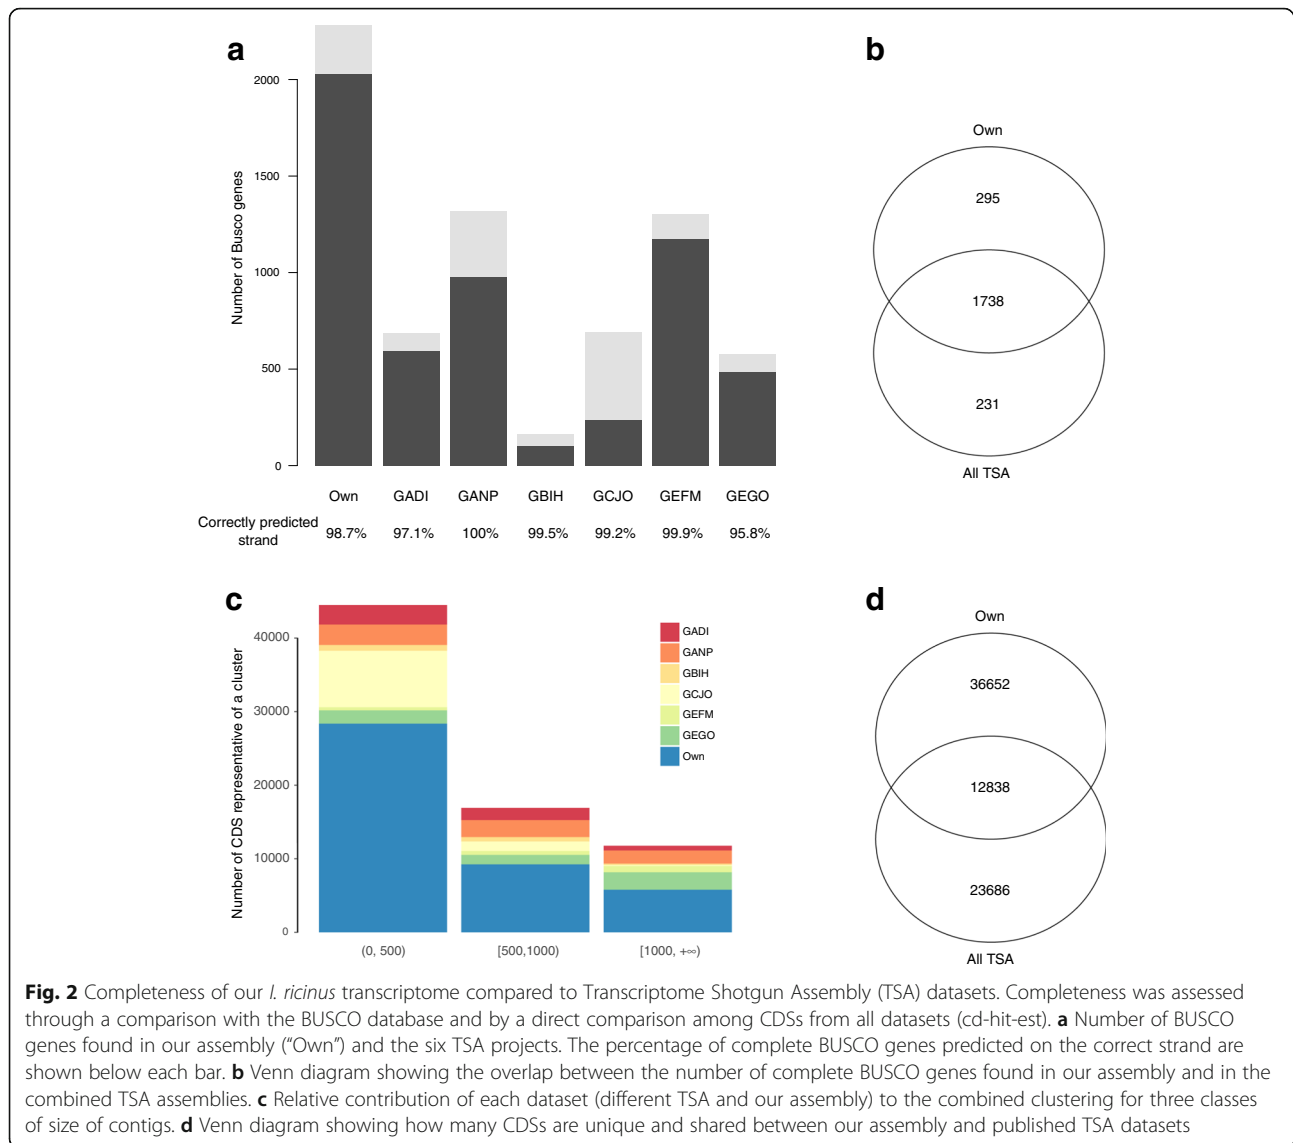 a
Number of Busco genes
2000
1500
1000
500
0
Own GADI GANP GBIH GCJO GEFM GEGO
Correctly predicted
strand
98.7% 97.1% 100% 99.5% 99.2% 99.9% 95.8%
b
Own
295
1738
231
All TSA
c
Number of CDS representative of a cluster
40000
30000
20000
10000
0
(0, 500) [500,1000) [1000, +∞)
GADI
GANP
GBIH
GCJO
GEFM
GEGO
Own
d
Own
36652
12838
23686
All TSA
Fig. 2 Completeness of our I. ricinus transcriptome compared to Transcriptome Shotgun Assembly (TSA) datasets. Completeness was assessed
through a comparison with the BUSCO database and by a direct comparison among CDSs from all datasets (cd-hit-est). a Number of BUSCO
genes found in our assembly (“Own”) and the six TSA projects. The percentage of complete BUSCO genes predicted on the correct strand are
shown below each bar. b Venn diagram showing the overlap between the number of complete BUSCO genes found in our assembly and in the
combined TSA assemblies. c Relative contribution of each dataset (different TSA and our assembly) to the combined clustering for three classes
of size of contigs. d Venn diagram showing how many CDSs are unique and shared between our assembly and published TSA datasets